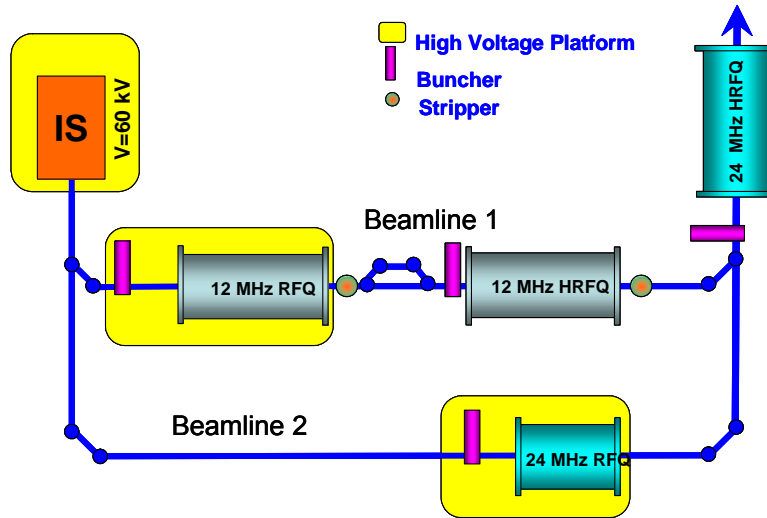 High Voltage Platform
Buncher
Stripper
IS
V=60 kV
24 MHz HRFQ
Beamline 1
12 MHz RFQ
12 MHz HRFQ
Beamline 2
24 MHz RFQ